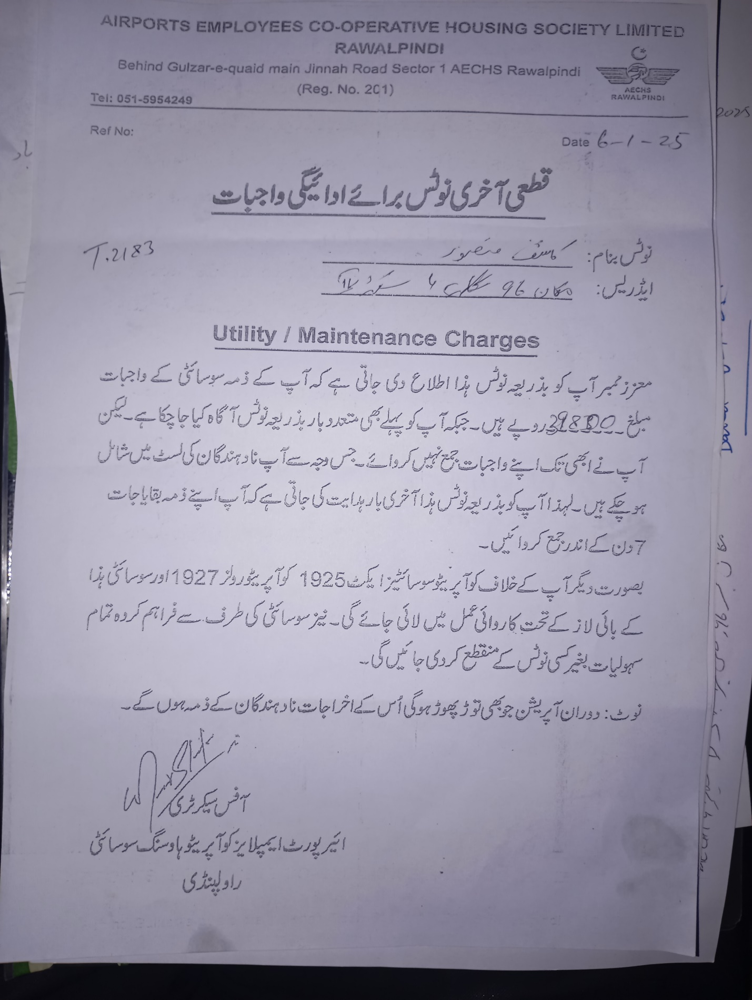 AIRPORTS EMPLOYEES CO-OPERATIVE HOUSING SOCIETY LIMITED
RAWALPINDI
Behind Gulzar-e-quaid main Jinnah Road Sector 1 AECHS Rawalpindi
(Reg. No. 201)
AECHS
RAWALPINDI
Tel: 051-5954249
2025
Ref No:
Date 6-1-25
قطعی آخری نوٹس برائے ادائیگی واجبات
T.2183
نوٹس بنام: کاشف منصور
ایڈریس: مکان 96 گلی 4 سیکٹر IV
Utility / Maintenance Charges
معزز ممبر آپ کو بذریعہ نوٹس ہذا اطلاع دی جاتی ہے کہ آپ کے ذمہ سوسائٹی کے واجبات
مبلغ روپے ہیں۔ جبکہ آپ کو پہلے بھی متعدد بار بذریعہ نوٹس آگاہ کیا جا چکا ہے۔ لیکن
آپ نے ابھی تک اپنے واجبات جمع نہیں کروائے۔ جس وجہ سے آپ نادہندگان کی لسٹ میں شامل
ہو چکے ہیں۔ لہذا آپ کو بذریعہ نوٹس ہذا آخری بار ہدایت کی جاتی ہے کہ آپ اپنے ذمہ بقایا جات
7 دن کے اندر جمع کروائیں۔
بصورت دیگر آپ کے خلاف کوآپریٹو سوسائٹیز ایکٹ 1925 کوآپریٹو رولز 1927 اور سوسائٹی ہذا
کے بائی لاز کے تحت کاروائی عمل میں لائی جائے گی۔ نیز سوسائٹی کی طرف سے فراہم کردہ تمام
سہولیات بغیر کسی نوٹس کے منقطع کر دی جائیں گی۔
نوٹ: دوران آپریشن جو بھی توڑ پھوڑ ہوگی اُس کے اخراجات نادہندگان کے ذمہ ہوں گے۔
آفس سیکرٹری
ائیرپورٹ ایمپلایز کوآپریٹو ہاوسنگ سوسائٹی
راولپنڈی